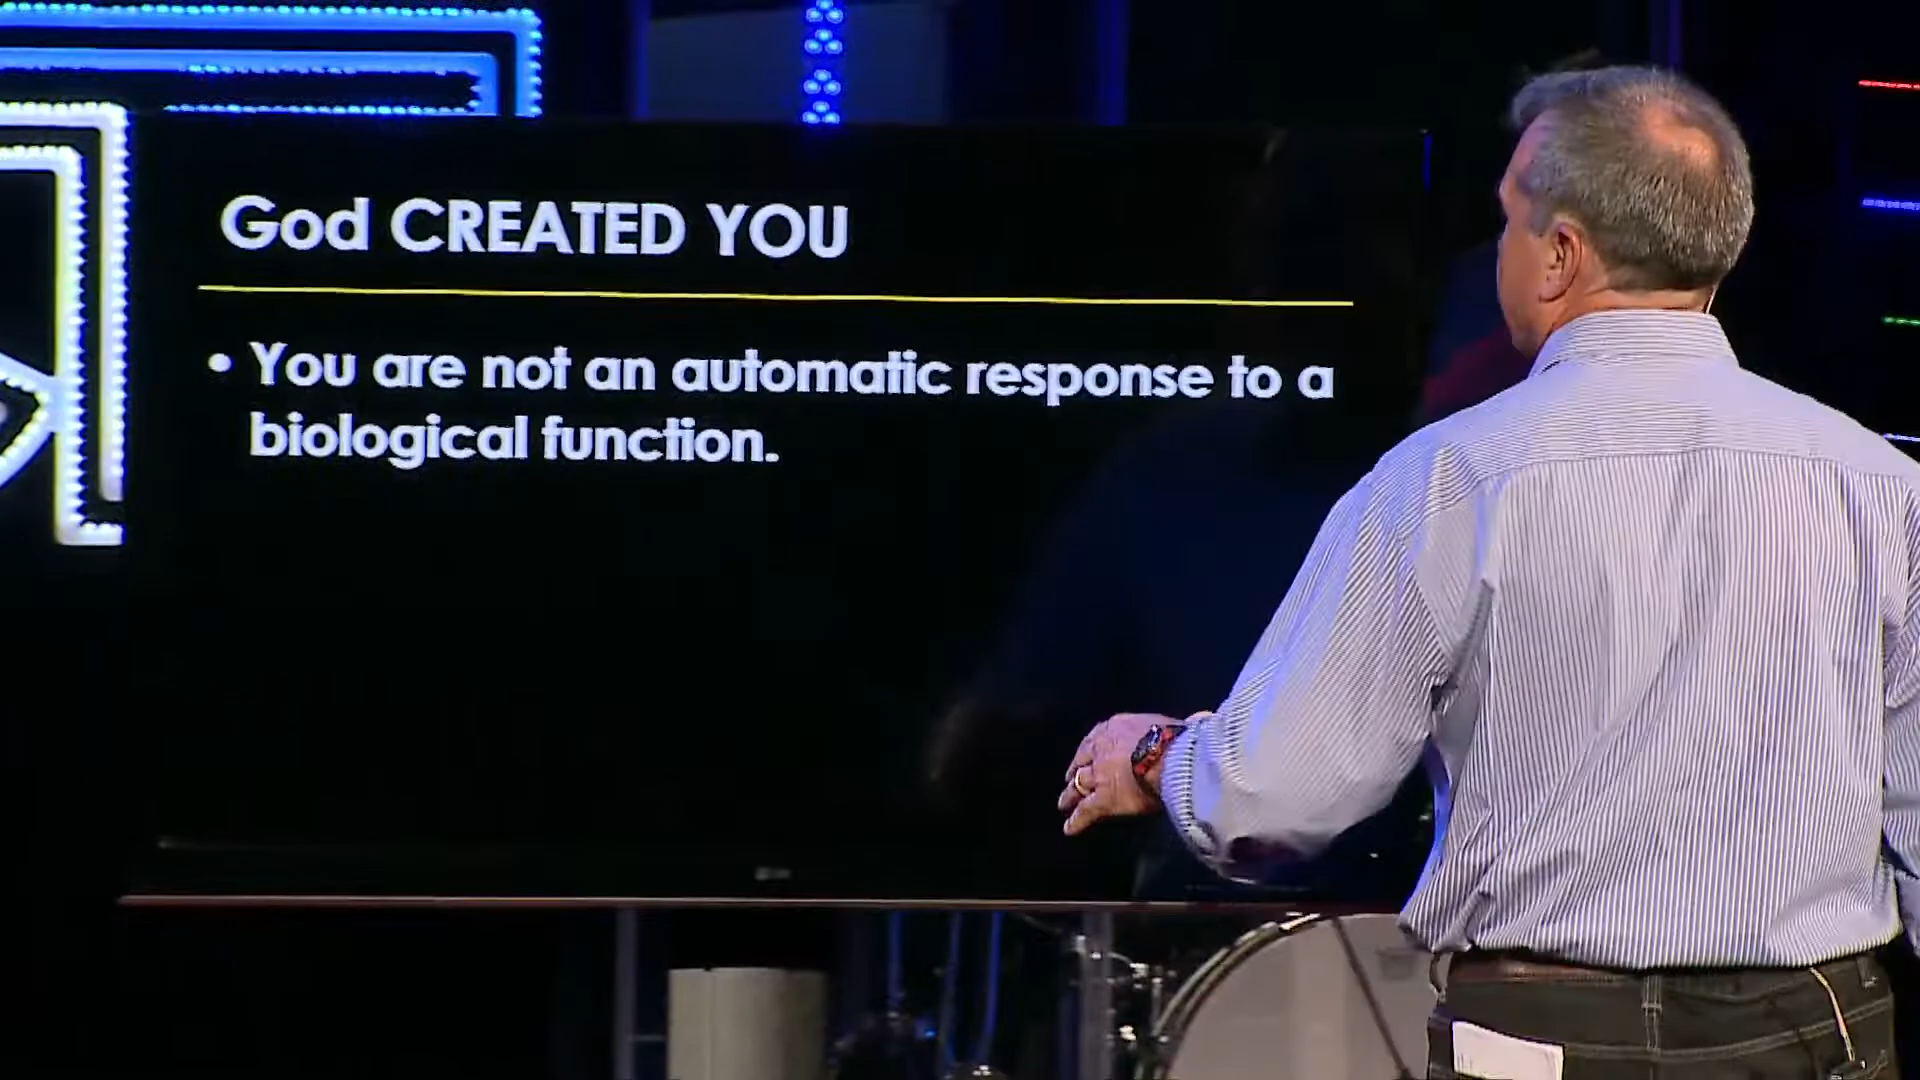 God CREATED YOU
• You are not an automatic response to a
biological function.